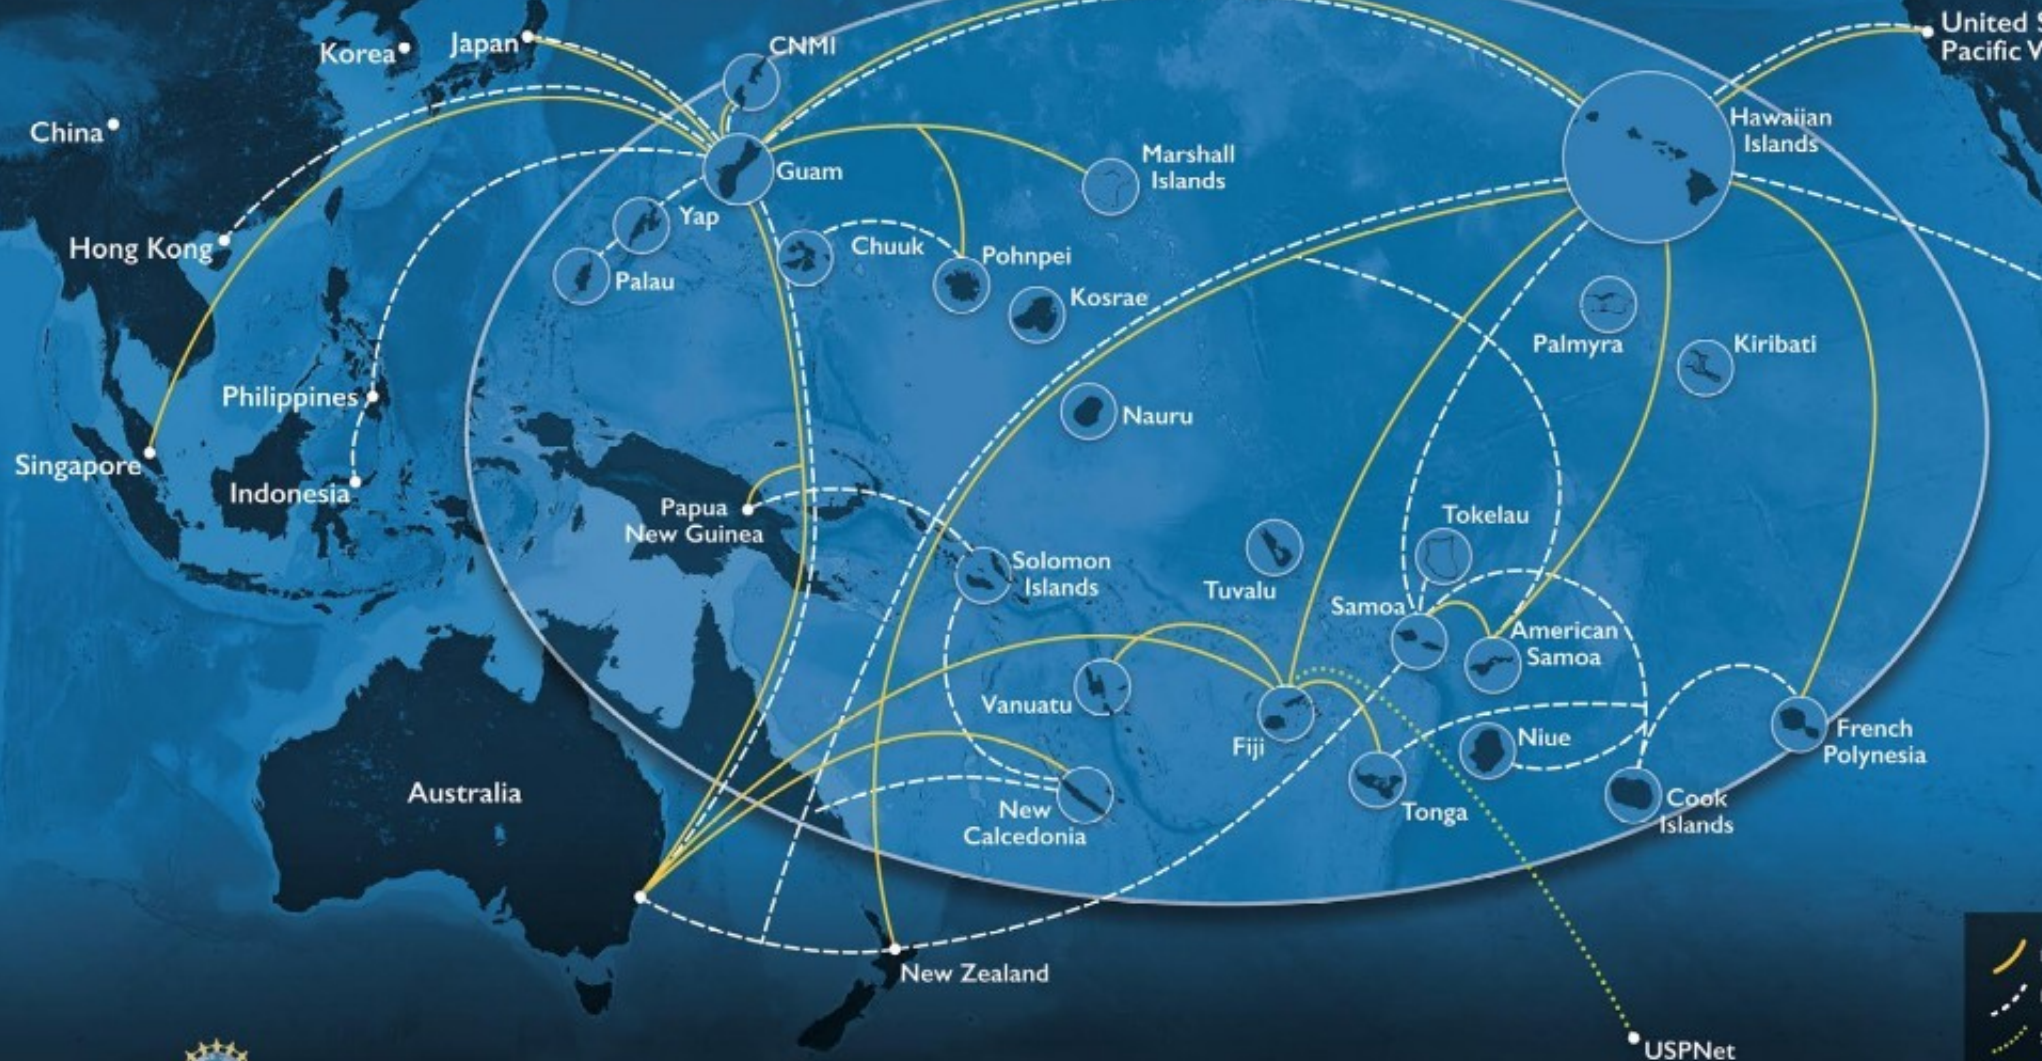 CNMI
United
Pacific
Korea
Japan
China
Hawaiian
Islands
Marshall
Islands
Guam
Yap
Hong Kong
Chuuk
Pohnpei
Palau
Kosrae
Palmyra
Kiribati
Philippines
Nauru
Singapore
Indonesia
Papua
New Guinea
Tokelau
Solomon
Islands
Tuvalu
Samoa
American
Samoa
Vanuatu
Fiji
Niue
French
Polynesia
Australia
New
Calcedonia
Tonga
Cook
Islands
New Zealand
USPNet